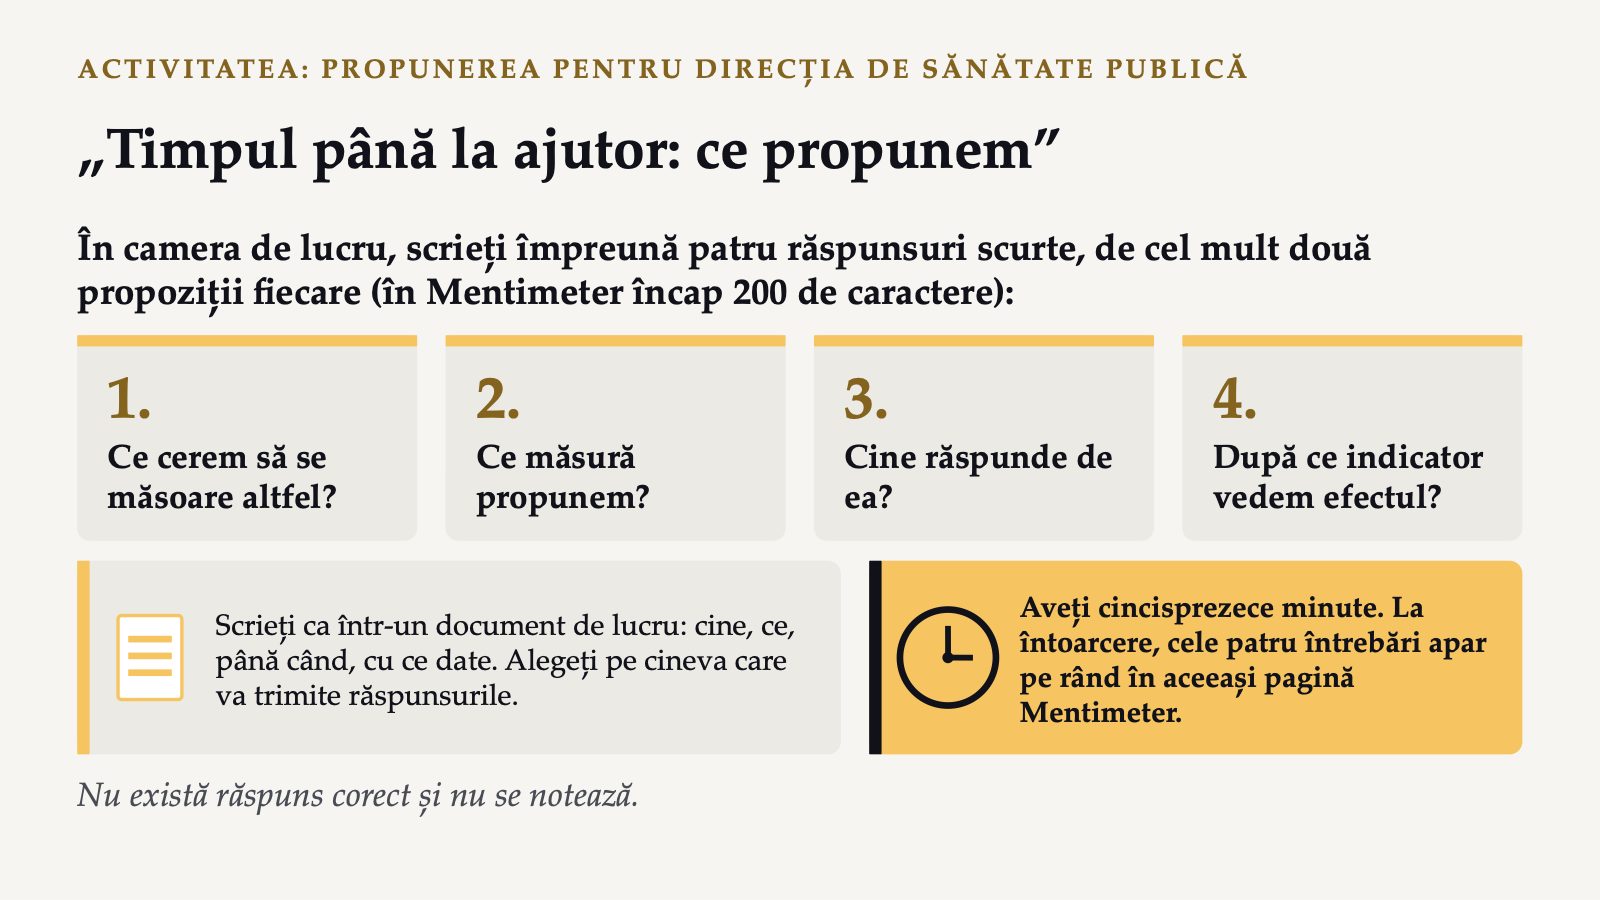 ACTIVITATEA: PROPUNEREA PENTRU DIRECȚIA DE SĂNĂTATE PUBLICĂ
„Timpul până la ajutor: ce propunem”
În camera de lucru, scrieți împreună patru răspunsuri scurte, de cel mult două
propoziții fiecare (în Mentimeter încap 200 de caractere):
1.
Ce cerem să se
măsoare altfel?
2.
Ce măsură
propunem?
3.
Cine răspunde de
ea?
4.
După ce indicator
vedem efectul?
Scrieți ca într-un document de lucru: cine, ce,
până când, cu ce date. Alegeți pe cineva care
va trimite răspunsurile.
Aveți cincisprezece minute. La
întoarcere, cele patru întrebări apar
pe rând în aceeași pagină
Mentimeter.
Nu există răspuns corect și nu se notează.